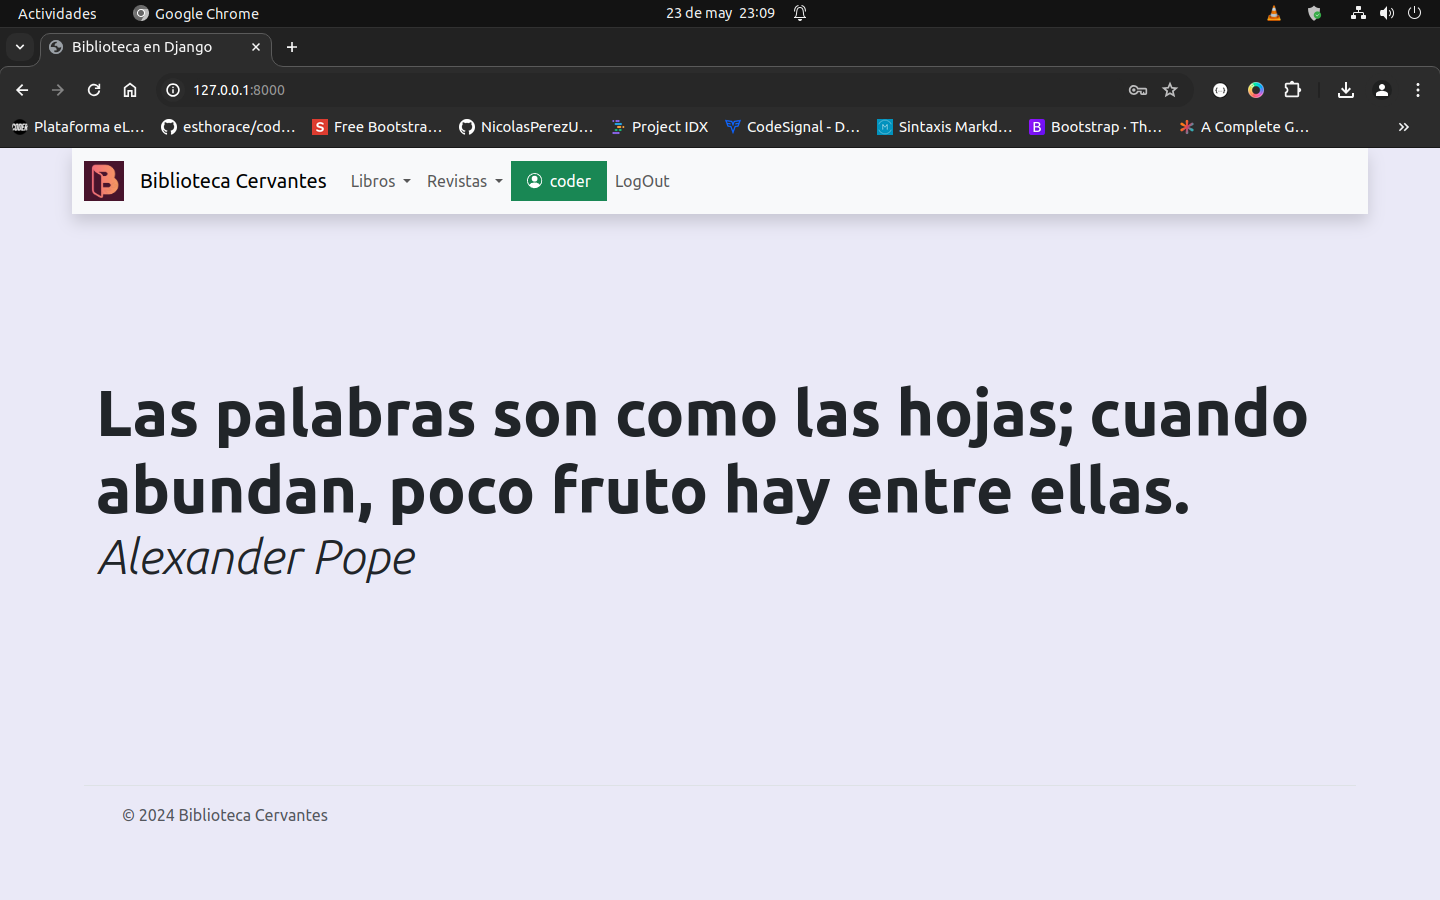 Actividades Google Chrome 23 de may 23:09
Biblioteca en Django
127.0.0.1:8000
Plataforma eL... esthorace/cod... S Free Bootstra... NicolasPerezU... Project IDX CodeSignal - D... M Sintaxis Markd... B Bootstrap · Th... A Complete G... »
B Biblioteca Cervantes Libros Revistas coder LogOut
Las palabras son como las hojas; cuando
abundan, poco fruto hay entre ellas.
Alexander Pope
© 2024 Biblioteca Cervantes